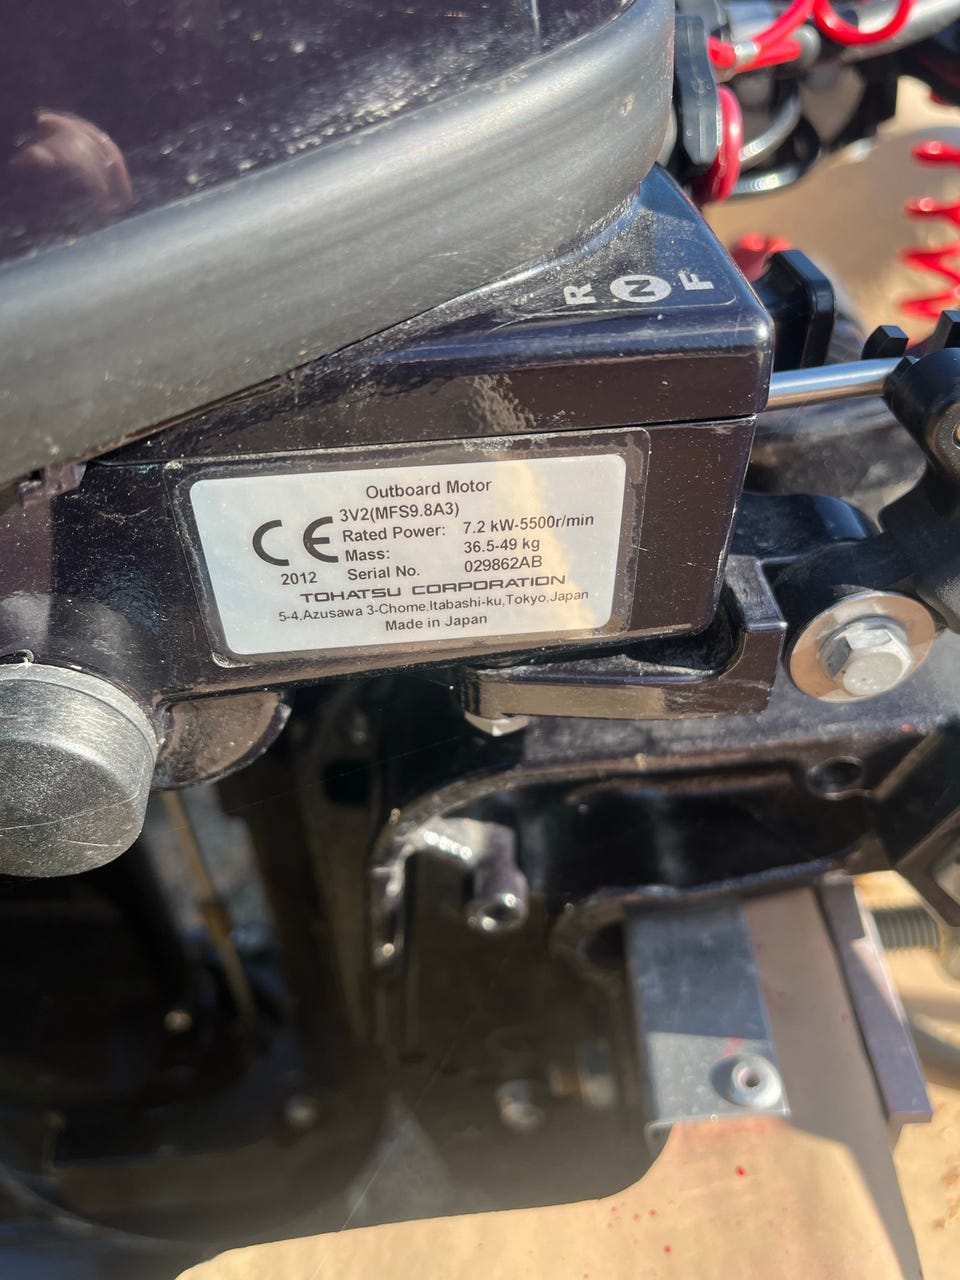 R N F
Outboard Motor
3V2(MFS9.8A3)
CE
Rated Power: 7.2 kW-5500r/min
Mass: 36.5-49 kg
2012 Serial No. 029862AB
TOHATSU CORPORATION
5-4,Azusawa 3-Chome,Itabashi-ku,Tokyo,Japan
Made in Japan